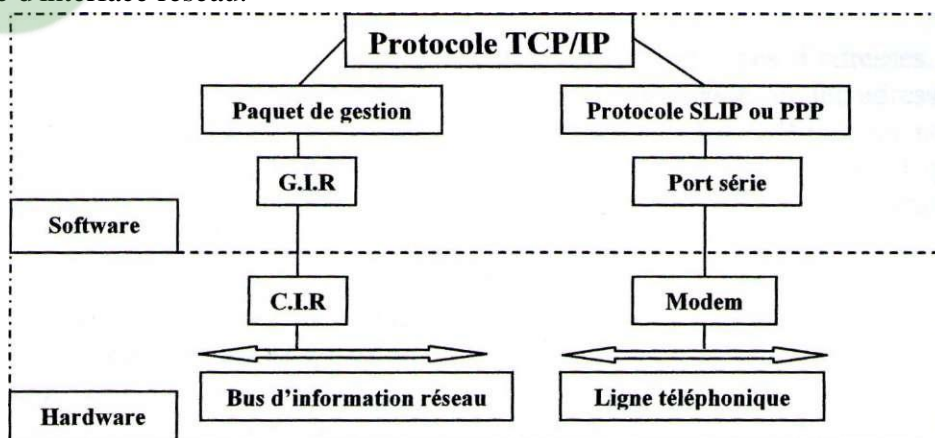 d'interface réseau.
Protocole TCP/IP
Paquet de gestion
Protocole SLIP ou PPP
G.I.R
Port série
Software
C.I.R
Modem
Bus d'information réseau
Ligne téléphonique
Hardware